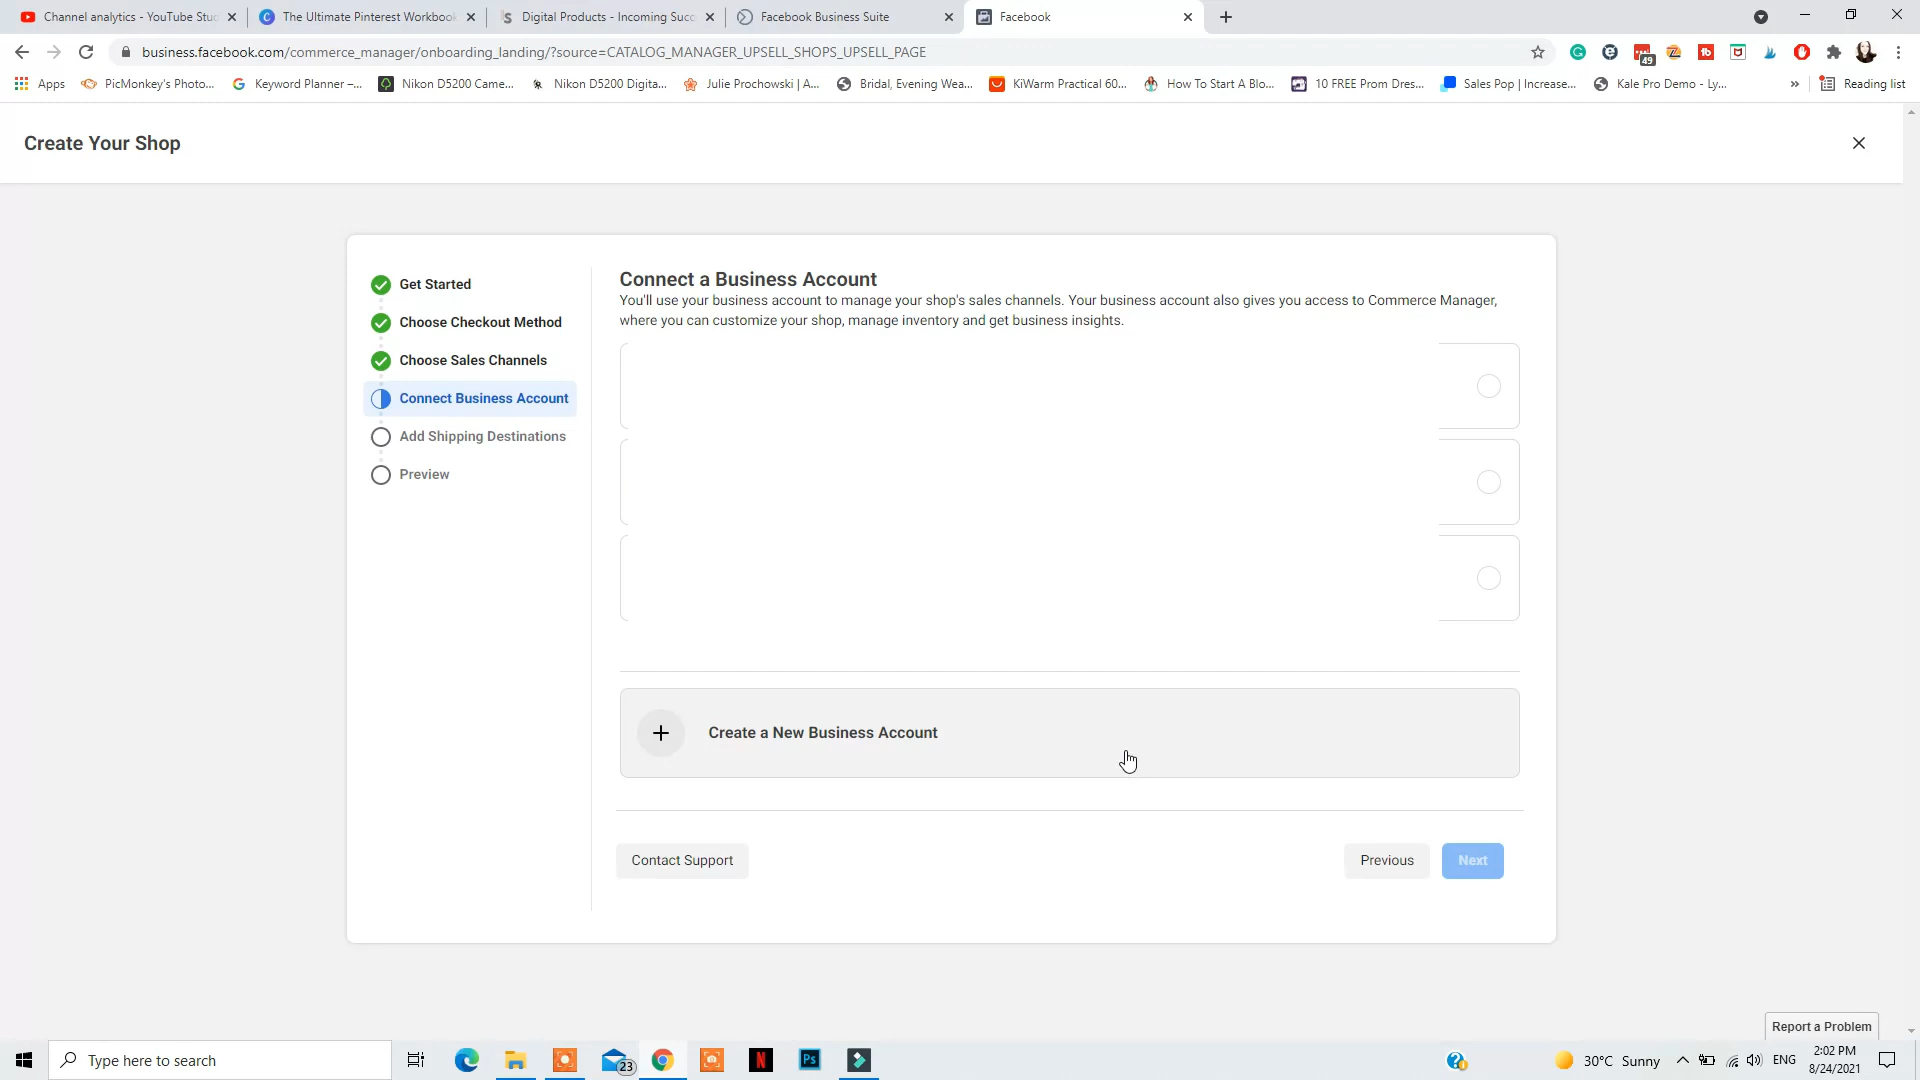 Channel analytics - YouTube Stu
The Ultimate Pinterest Workbook
Digital Products - Incoming Succ
Facebook Business Suite
Facebook
business.facebook.com/commerce_manager/onboarding_landing/?source=CATALOG_MANAGER_UPSELL_SHOPS_UPSELL_PAGE
49
Apps
PicMonkey's Photo...
Keyword Planner –...
Nikon D5200 Came...
Nikon D5200 Digita...
Julie Prochowski | A...
Bridal, Evening Wea...
KiWarm Practical 60...
How To Start A Blo...
10 FREE Prom Dres...
Sales Pop | Increase...
Kale Pro Demo - Ly...
»
Reading list
Create Your Shop
Get Started
Choose Checkout Method
Choose Sales Channels
Connect Business Account
Add Shipping Destinations
Preview
Connect a Business Account
You'll use your business account to manage your shop's sales channels. Your business account also gives you access to Commerce Manager,
where you can customize your shop, manage inventory and get business insights.
Create a New Business Account
Contact Support
Previous
Next
Report a Problem
Type here to search
23
Ps
30°C Sunny
ENG
2:02 PM
8/24/2021